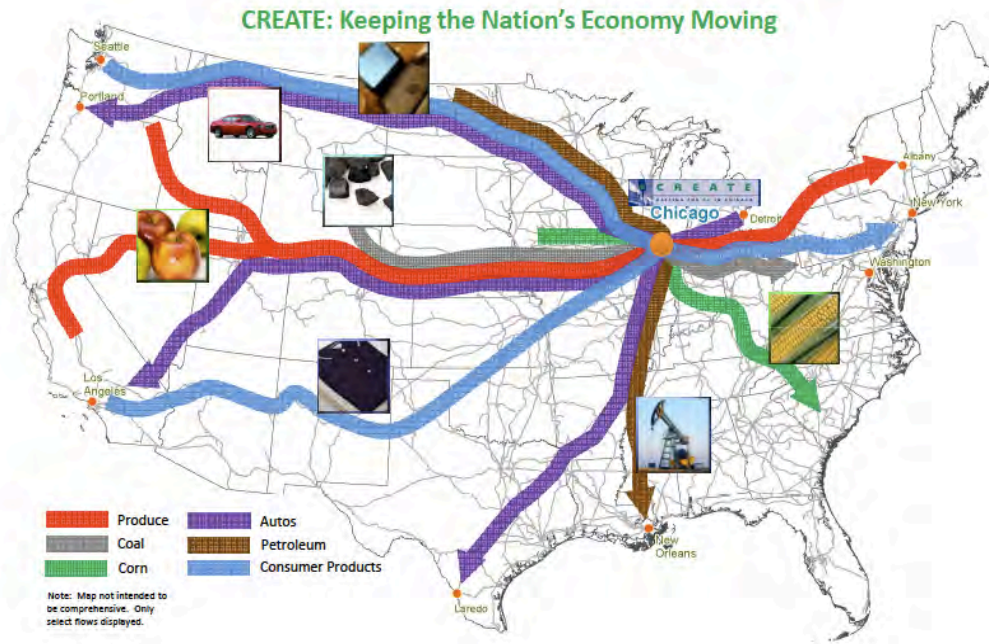 CREATE: Keeping the Nation's Economy Moving
Seattle
Portland
Albany
CREATE
Chicago
Detroit
New York
Washington
Los
Angeles
New
Orleans
Laredo
Produce
Autos
Coal
Petroleum
Corn
Consumer Products
Note: Map not intended to
be comprehensive. Only
select flows displayed.